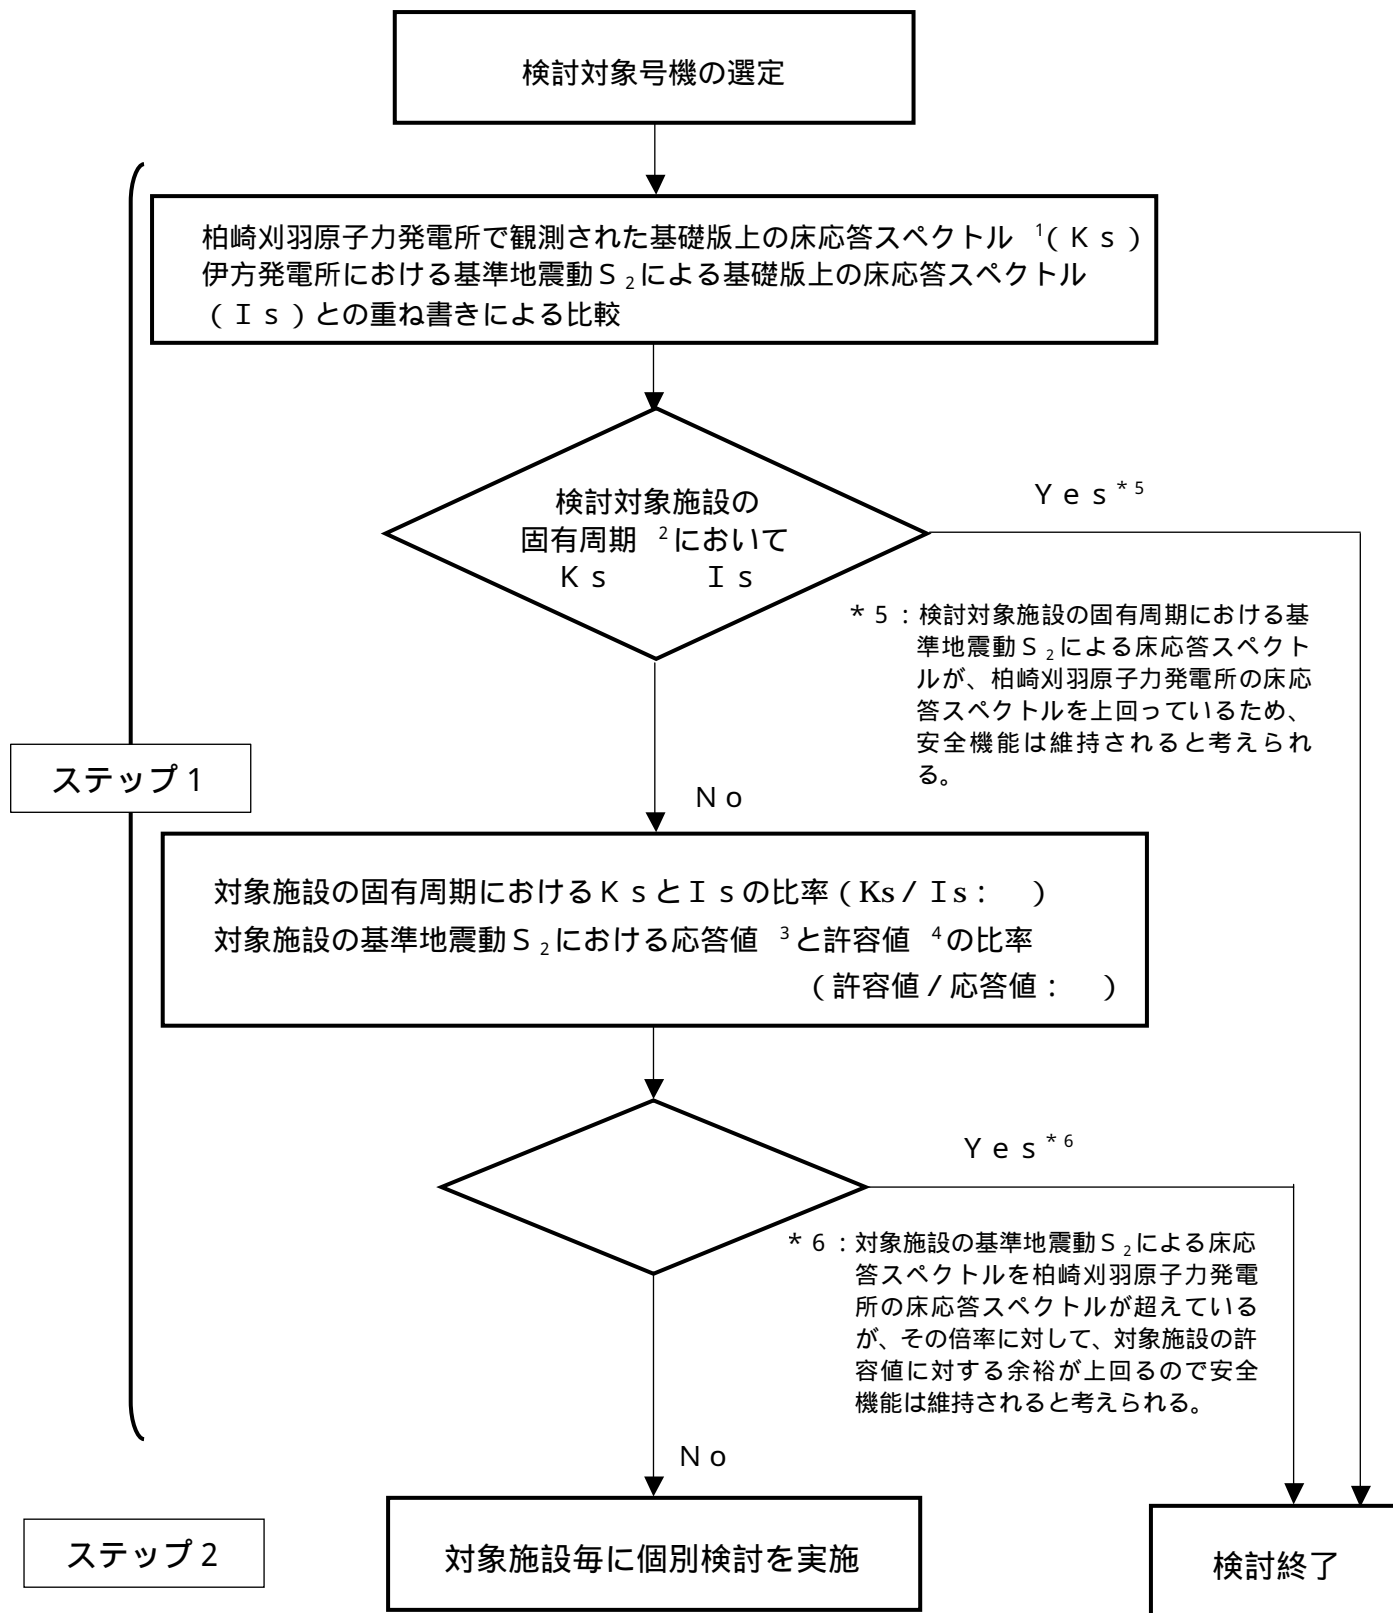 検討対象号機の選定
柏崎刈羽原子力発電所で観測された基礎版上の床応答スペクトル 1(Ks)
伊方発電所における基準地震動S2による基礎版上の床応答スペクトル
(Is)との重ね書きによる比較
検討対象施設の
固有周期 2において
Ks Is
Yes*5
*5:検討対象施設の固有周期における基
準地震動S2による床応答スペクト
ルが、柏崎刈羽原子力発電所の床応
答スペクトルを上回っているため、
安全機能は維持されると考えられ
る。
ステップ1
No
対象施設の固有周期におけるKsとIsの比率(Ks/Is: )
対象施設の基準地震動S2における応答値 3と許容値 4の比率
(許容値/応答値: )
Yes*6
*6:対象施設の基準地震動S2による床応
答スペクトルを柏崎刈羽原子力発電
所の床応答スペクトルが超えている
が、その倍率に対して、対象施設の許
容値に対する余裕が上回るので安全
機能は維持されると考えられる。
No
ステップ2
対象施設毎に個別検討を実施
検討終了